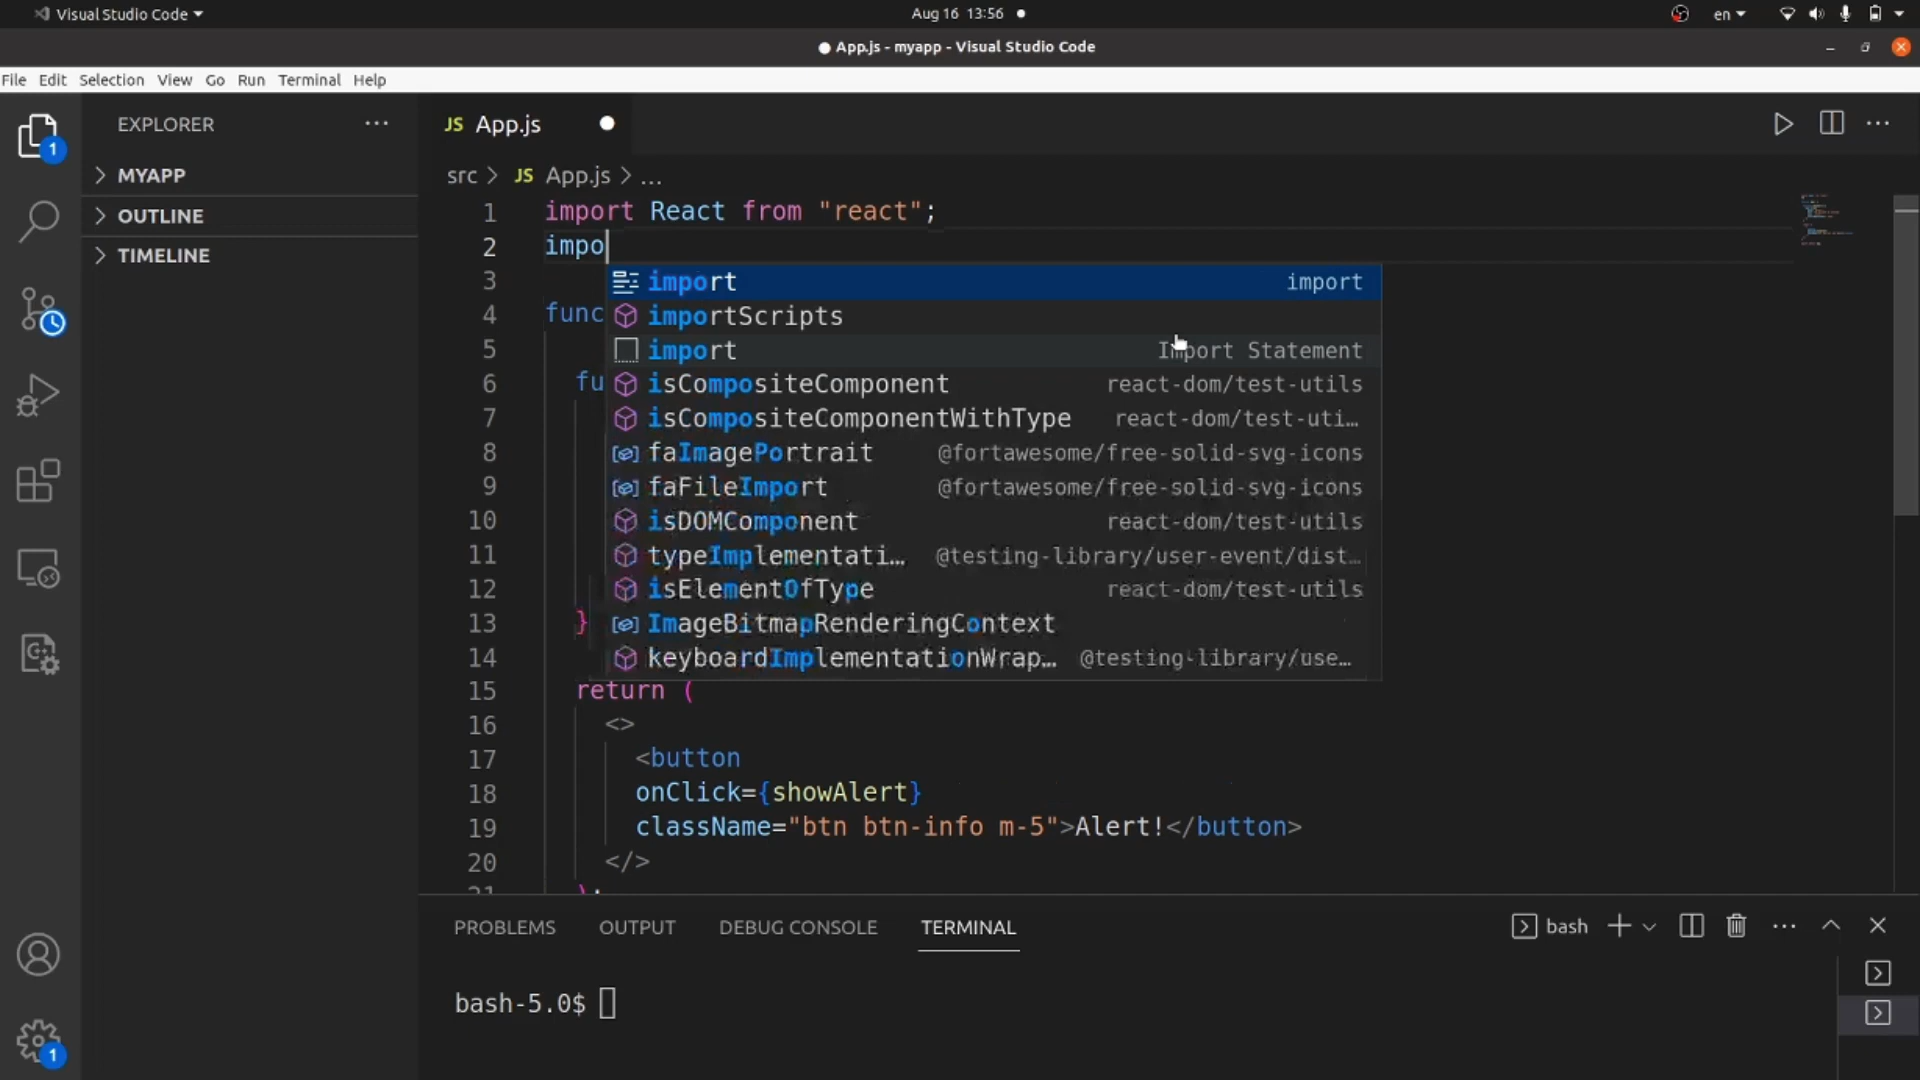 Visual Studio Code
Aug 16 13:56
en
App.js - myapp - Visual Studio Code
File Edit Selection View Go Run Terminal Help
EXPLORER
MYAPP
OUTLINE
TIMELINE
1
1
JS App.js
src > JS App.js > ...
1 import React from "react";
2 impo
3
4 func
5
6 fu
7
8
9
10
11
12
13 }
14
15 return (
16 <>
17 <button
18 onClick={showAlert}
19 className="btn btn-info m-5">Alert!</button>
20 </>
21 );
import import
importScripts
import Import Statement
isCompositeComponent react-dom/test-utils
isCompositeComponentWithType react-dom/test-uti…
faImagePortrait @fortawesome/free-solid-svg-icons
faFileImport @fortawesome/free-solid-svg-icons
isDOMComponent react-dom/test-utils
typeImplementati… @testing-library/user-event/dist…
isElementOfType react-dom/test-utils
ImageBitmapRenderingContext
keyboardImplementationWrap… @testing-library/use…
PROBLEMS OUTPUT DEBUG CONSOLE TERMINAL
bash
bash-5.0$